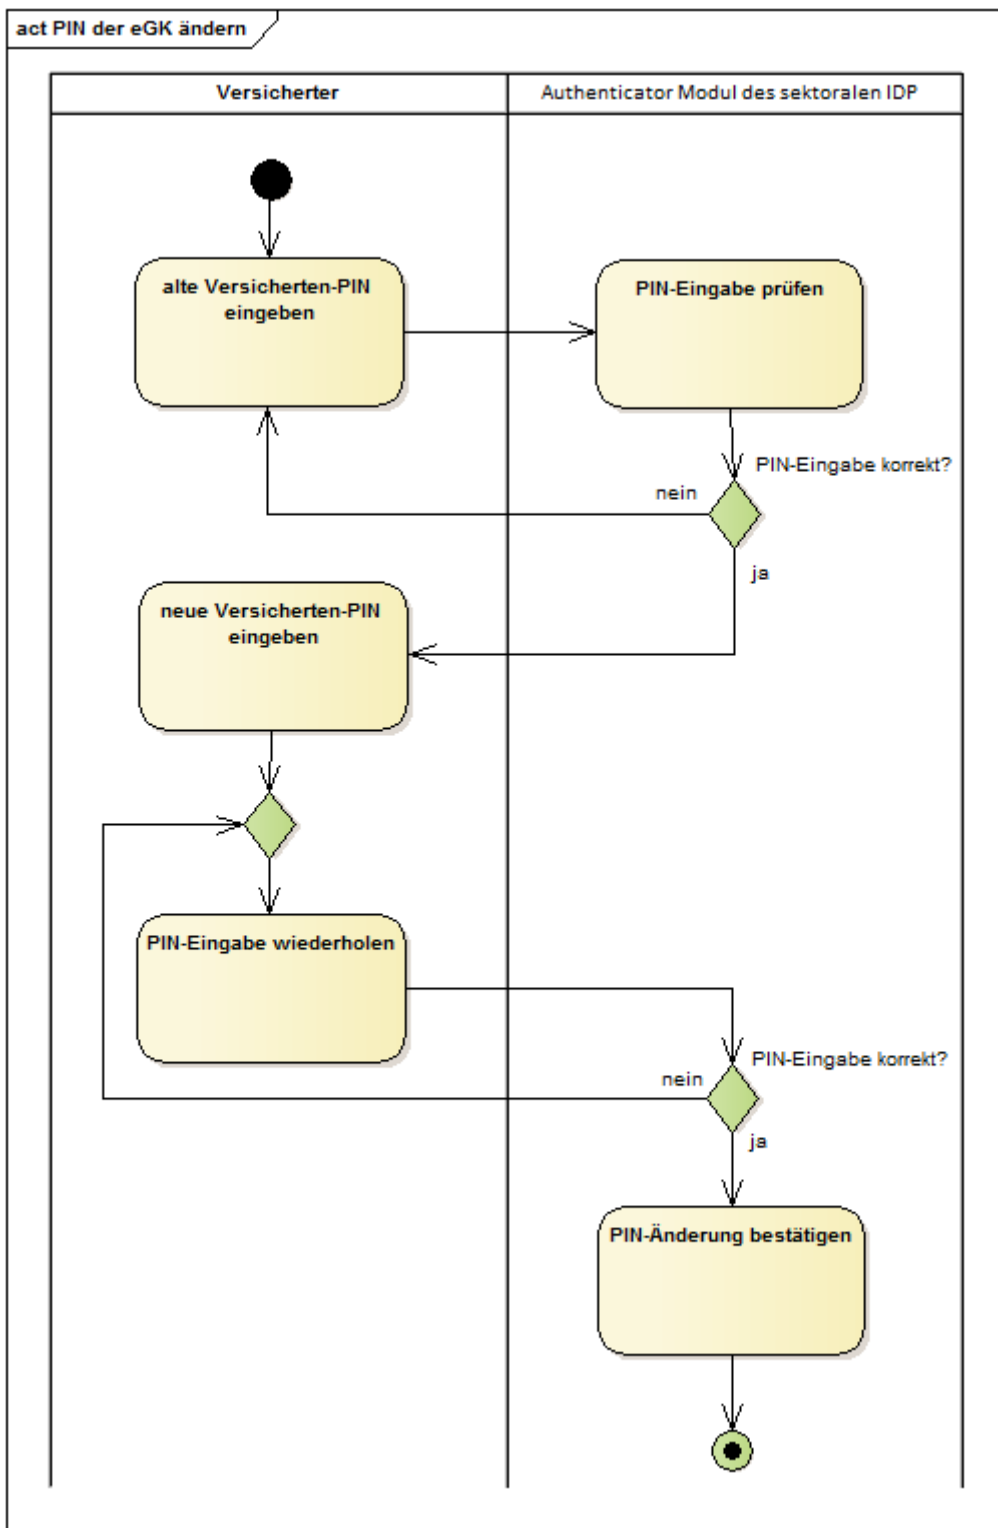 act PIN der eGK ändern
Versicherter
Authenticator Modul des sektoralen IDP
alte Versicherten-PIN
eingeben
PIN-Eingabe prüfen
PIN-Eingabe korrekt?
nein
ja
neue Versicherten-PIN
eingeben
PIN-Eingabe wiederholen
PIN-Eingabe korrekt?
nein
ja
PIN-Änderung bestätigen